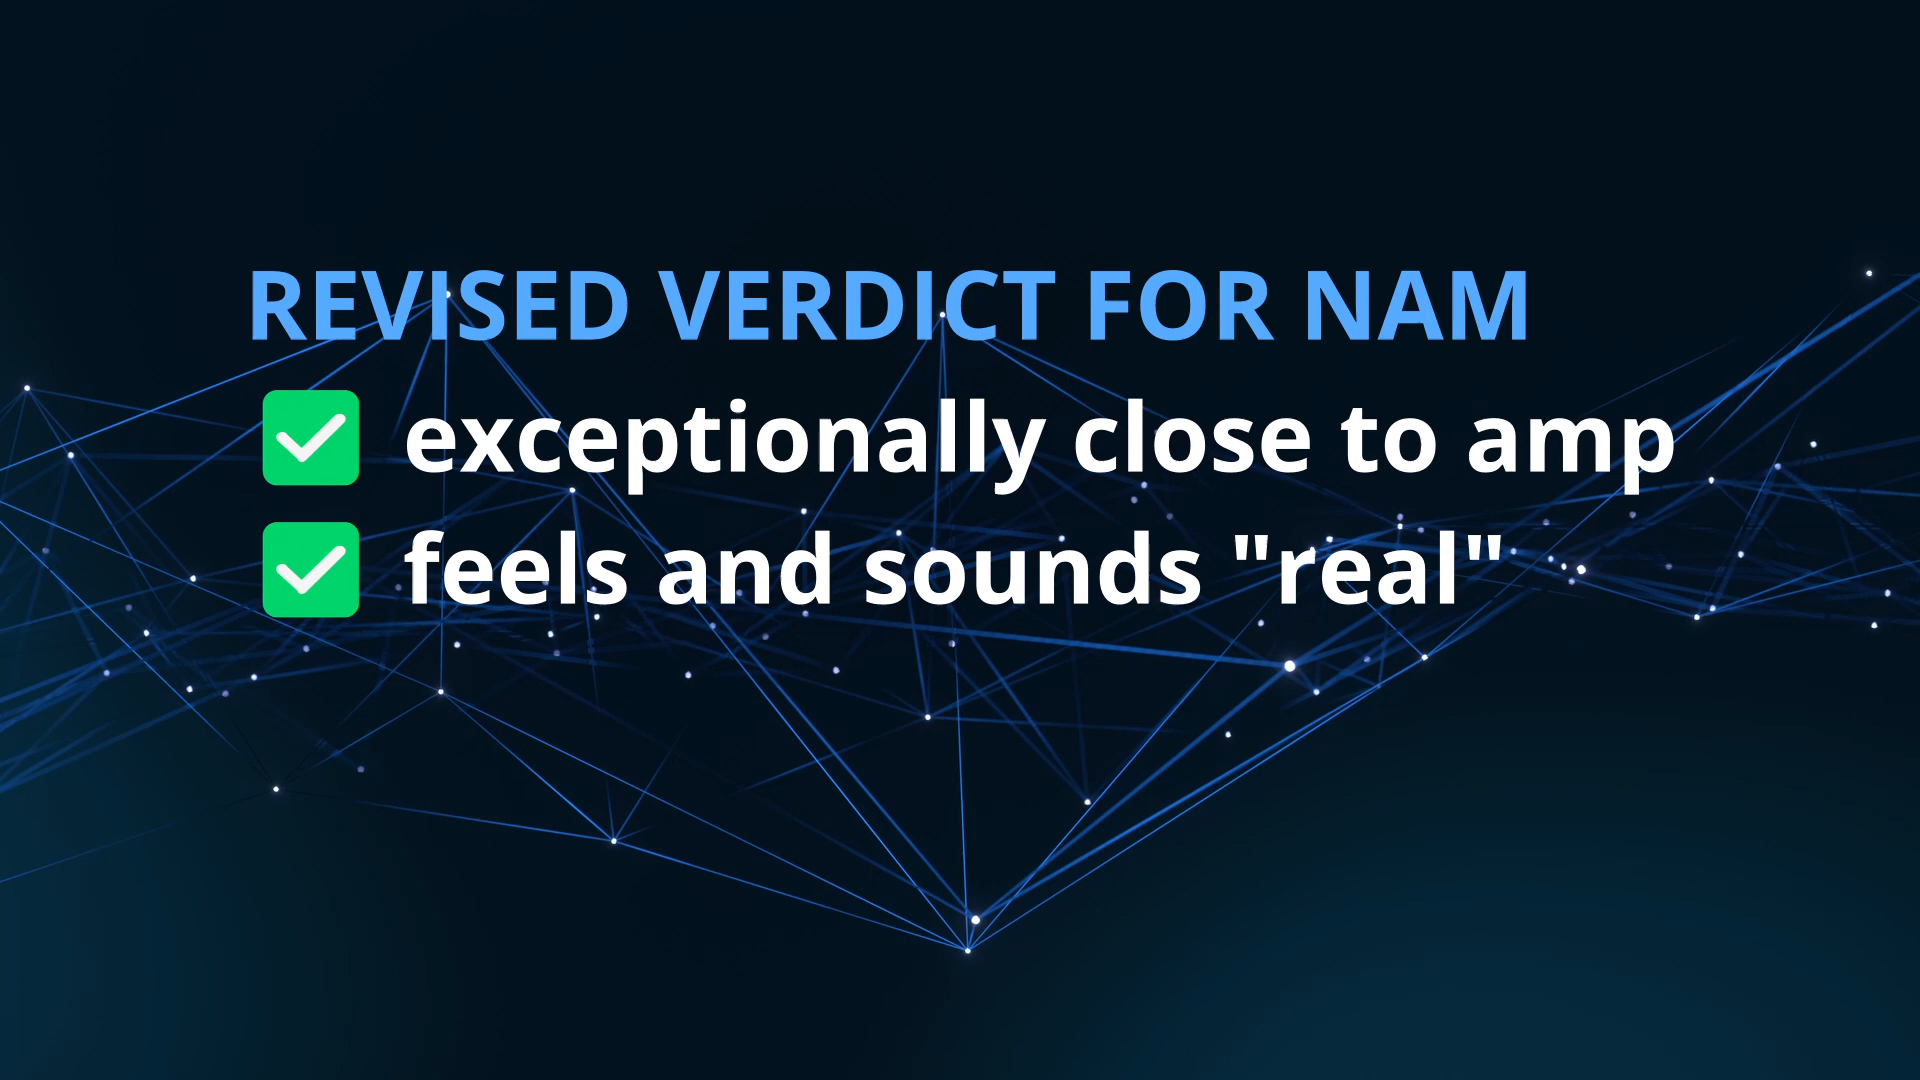 REVISED VERDICT FOR NAM
✅ exceptionally close to amp
✅ feels and sounds "real"